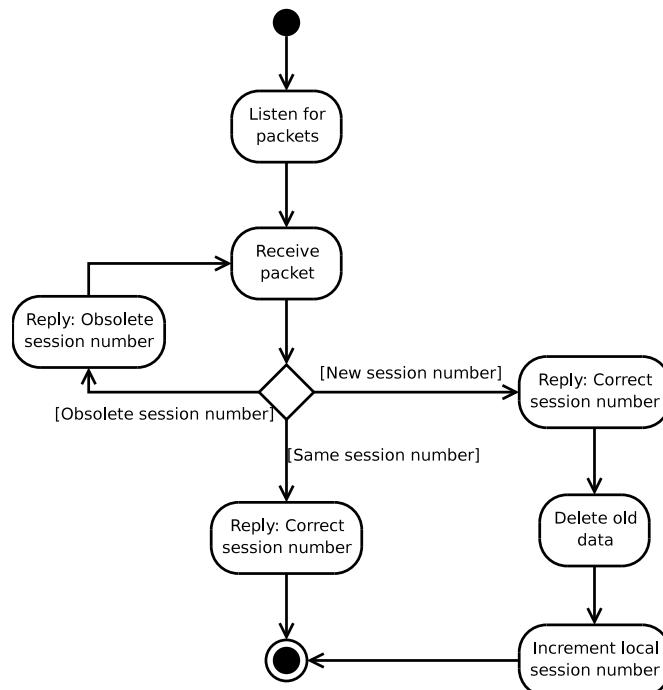 Listen for
packets
Receive
packet
Reply: Obsolete
session number
[New session number]
Reply: Correct
session number
[Obsolete session number]
[Same session number]
Reply: Correct
session number
Delete old
data
Increment local
session number